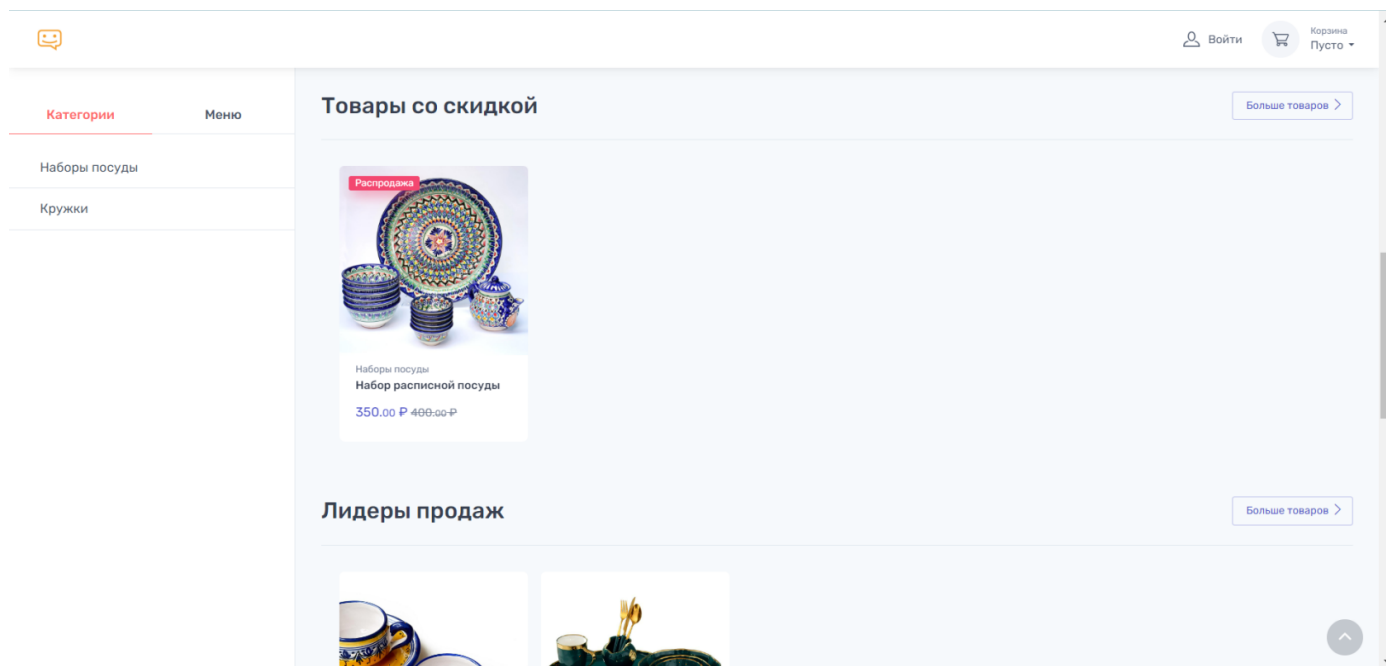 Войти
Корзина
Пусто
Категории
Меню
Наборы посуды
Кружки
Товары со скидкой
Больше товаров
Распродажа
Наборы посуды
Набор расписной посуды
350.00 ₽ 400.00 ₽
Лидеры продаж
Больше товаров